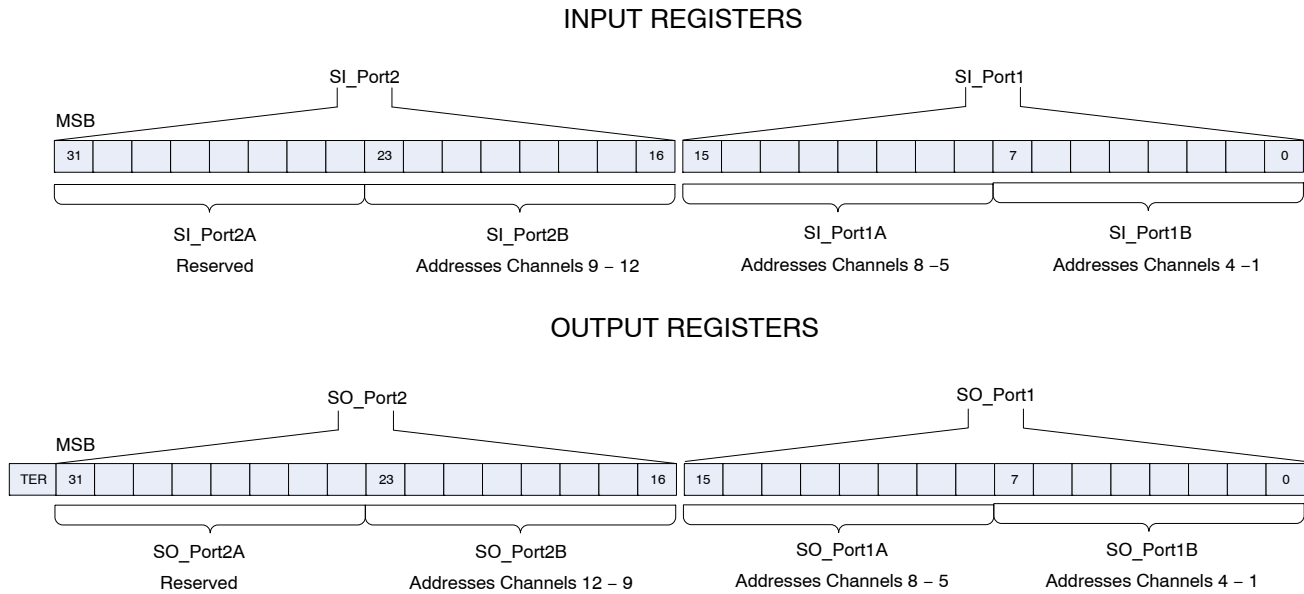 INPUT REGISTERS
SI_Port2
SI_Port1
MSB
31 23 16 15 7 0
SI_Port2A
SI_Port2B
SI_Port1A
SI_Port1B
Reserved
Addresses Channels 9 – 12
Addresses Channels 8 –5
Addresses Channels 4 –1
OUTPUT REGISTERS
SO_Port2
SO_Port1
MSB
TER 31 23 16 15 7 0
SO_Port2A
SO_Port2B
SO_Port1A
SO_Port1B
Reserved
Addresses Channels 12 – 9
Addresses Channels 8 – 5
Addresses Channels 4 – 1